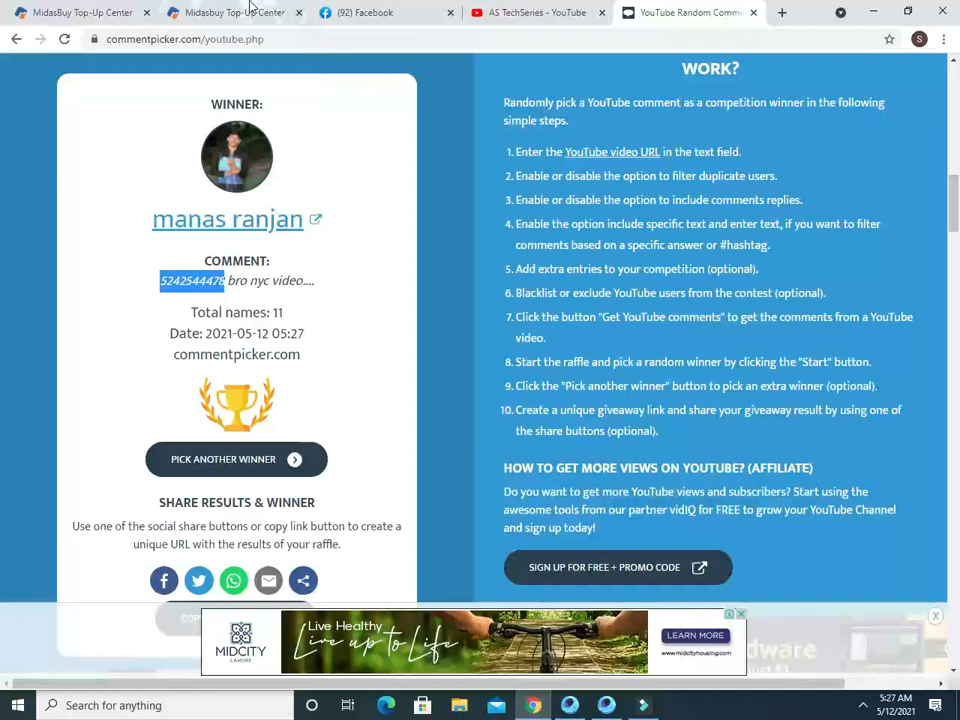 MidasBuy Top-Up Center
Midasbuy Top-Up Center
(92) Facebook
AS TechSeries - YouTube
YouTube Random Comme
commentpicker.com/youtube.php
S
WINNER:
manas ranjan
COMMENT:
5242544478 bro nyc video....
Total names: 11
Date: 2021-05-12 05:27
commentpicker.com
PICK ANOTHER WINNER
SHARE RESULTS & WINNER
Use one of the social share buttons or copy link button to create a
unique URL with the results of your raffle.
WORK?
Randomly pick a YouTube comment as a competition winner in the following
simple steps.
1. Enter the YouTube video URL in the text field.
2. Enable or disable the option to filter duplicate users.
3. Enable or disable the option to include comments replies.
4. Enable the option include specific text and enter text, if you want to filter
comments based on a specific answer or #hashtag.
5. Add extra entries to your competition (optional).
6. Blacklist or exclude YouTube users from the contest (optional).
7. Click the button "Get YouTube comments" to get the comments from a YouTube
video.
8. Start the raffle and pick a random winner by clicking the "Start" button.
9. Click the "Pick another winner" button to pick an extra winner (optional).
10. Create a unique giveaway link and share your giveaway result by using one of
the share buttons (optional).
HOW TO GET MORE VIEWS ON YOUTUBE? (AFFILIATE)
Do you want to get more YouTube views and subscribers? Start using the
awesome tools from our partner vidIQ for FREE to grow your YouTube Channel
and sign up today!
SIGN UP FOR FREE + PROMO CODE
MIDCITY
LAHORE
Live Healthy
Live up to Life
LEARN MORE
www.midcityhousing.com
Search for anything
5:27 AM
5/12/2021